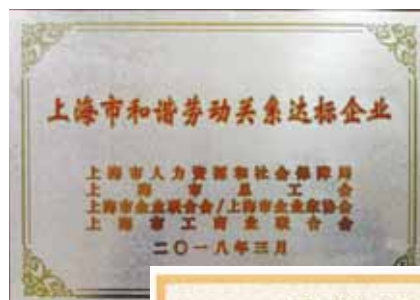 上海市和谐劳动关系达标企业
上海市人力资源和社会保障局
上海市总工会
上海市企业联合会/上海市企业家协会
上海市工商业联合会
二〇一八年三月